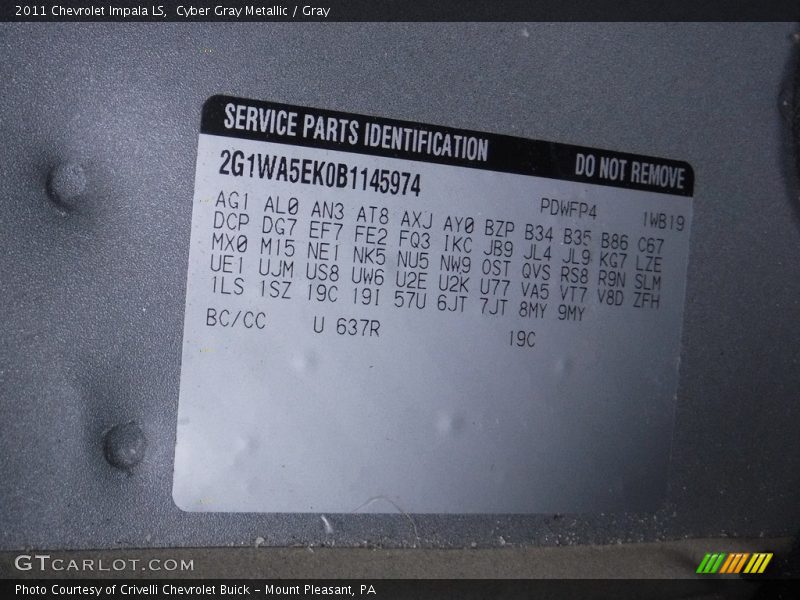 2011 Chevrolet Impala LS, Cyber Gray Metallic / Gray
SERVICE PARTS IDENTIFICATION DO NOT REMOVE
2G1WA5EK0B1145974 PDWFP4 1WB19
AG1 AL0 AN3 AT8 AXJ AY0 BZP B34 B35 B86 C67
DCP DG7 EF7 FE2 FQ3 IKC JB9 JL4 JL9 KG7 LZE
MX0 M15 NE1 NK5 NU5 NW9 0ST QVS RS8 R9N SLM
UE1 UJM US8 UW6 U2E U2K U77 VA5 VT7 V8D ZFH
1LS 1SZ 19C 19I 57U 6JT 7JT 8MY 9MY
BC/CC U 637R 19C
GTCARLOT.COM
Photo Courtesy of Crivelli Chevrolet Buick - Mount Pleasant, PA